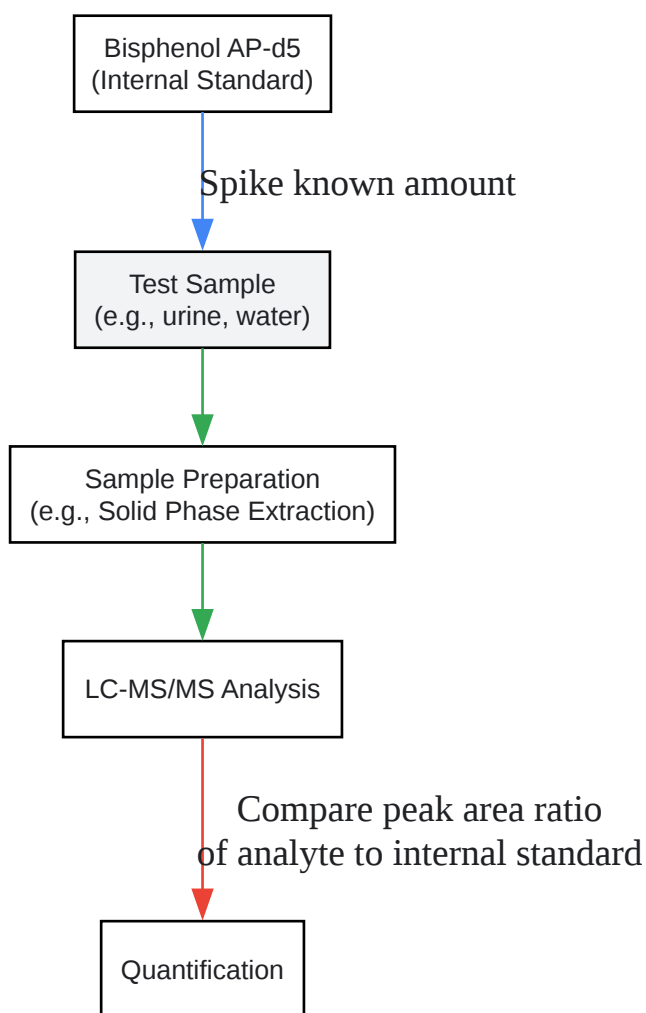 Bisphenol AP-d5
(Internal Standard)
Spike known amount
Test Sample
(e.g., urine, water)
Sample Preparation
(e.g., Solid Phase Extraction)
LC-MS/MS Analysis
Compare peak area ratio
of analyte to internal standard
Quantification